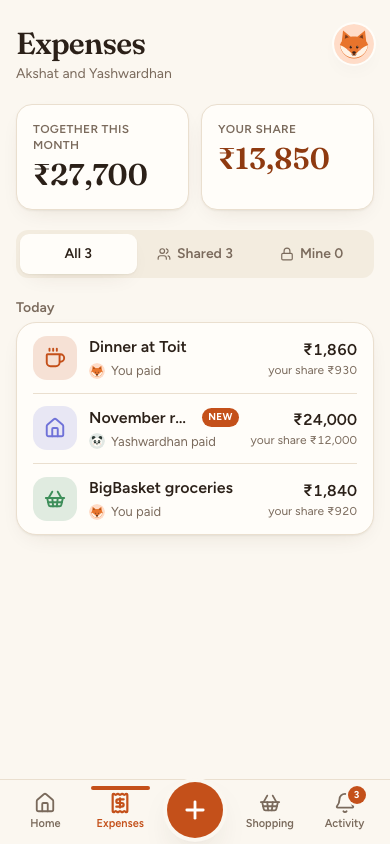 Expenses
Akshat and Yashwardhan
TOGETHER THIS
MONTH
₹27,700
YOUR SHARE
₹13,850
All 3
Shared 3
Mine 0
Today
Dinner at Toit
₹1,860
You paid
your share ₹930
November r...
NEW
₹24,000
Yashwardhan paid
your share ₹12,000
BigBasket groceries
₹1,840
You paid
your share ₹920
Home
Expenses
Shopping
3
Activity